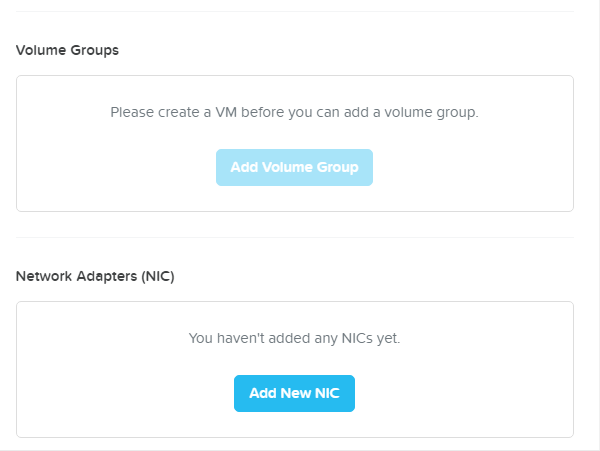 Volume Groups
Please create a VM before you can add a volume group.
Add Volume Group
Network Adapters (NIC)
You haven't added any NICs yet.
Add New NIC